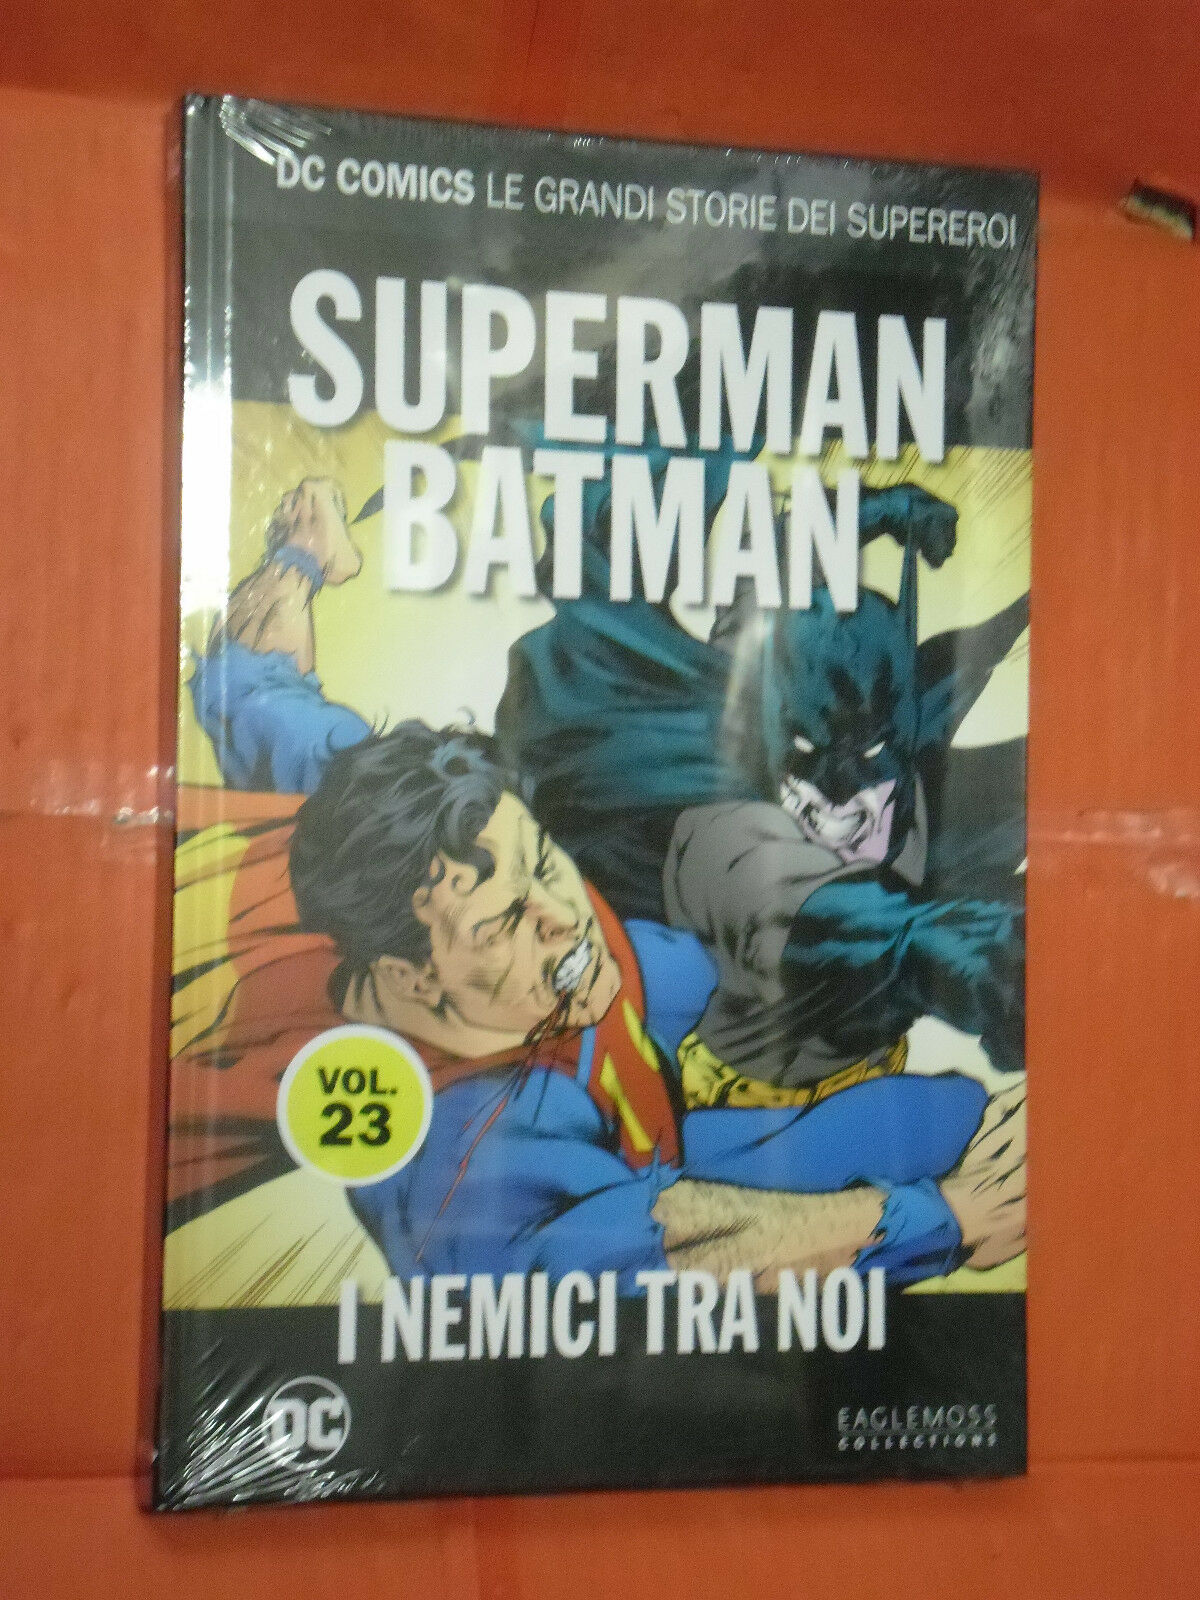 DC COMICS LE GRANDI STORIE DEI SUPEREROI
SUPERMAN
BATMAN
VOL.
23
I NEMICI TRA NOI
DC
EAGLEMOSS
COLLECTIONS